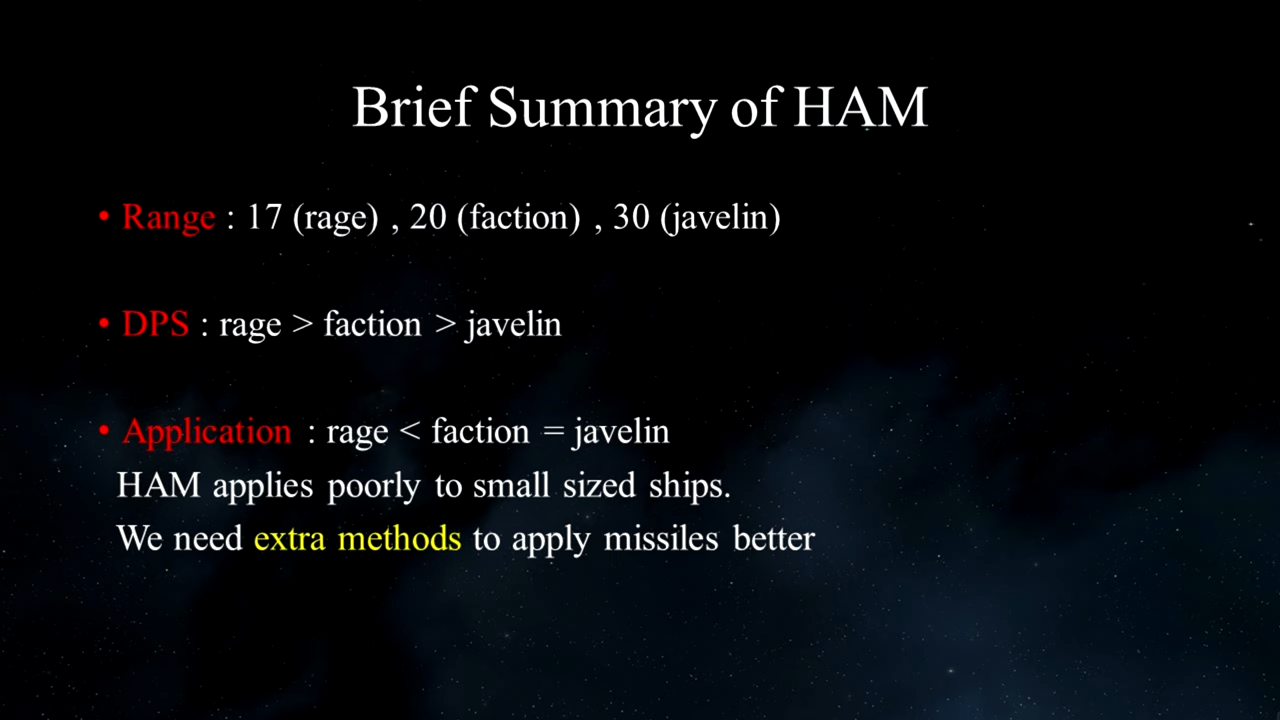 Brief Summary of HAM
• Range : 17 (rage) , 20 (faction) , 30 (javelin)
• DPS : rage > faction > javelin
• Application : rage < faction = javelin
HAM applies poorly to small sized ships.
We need extra methods to apply missiles better